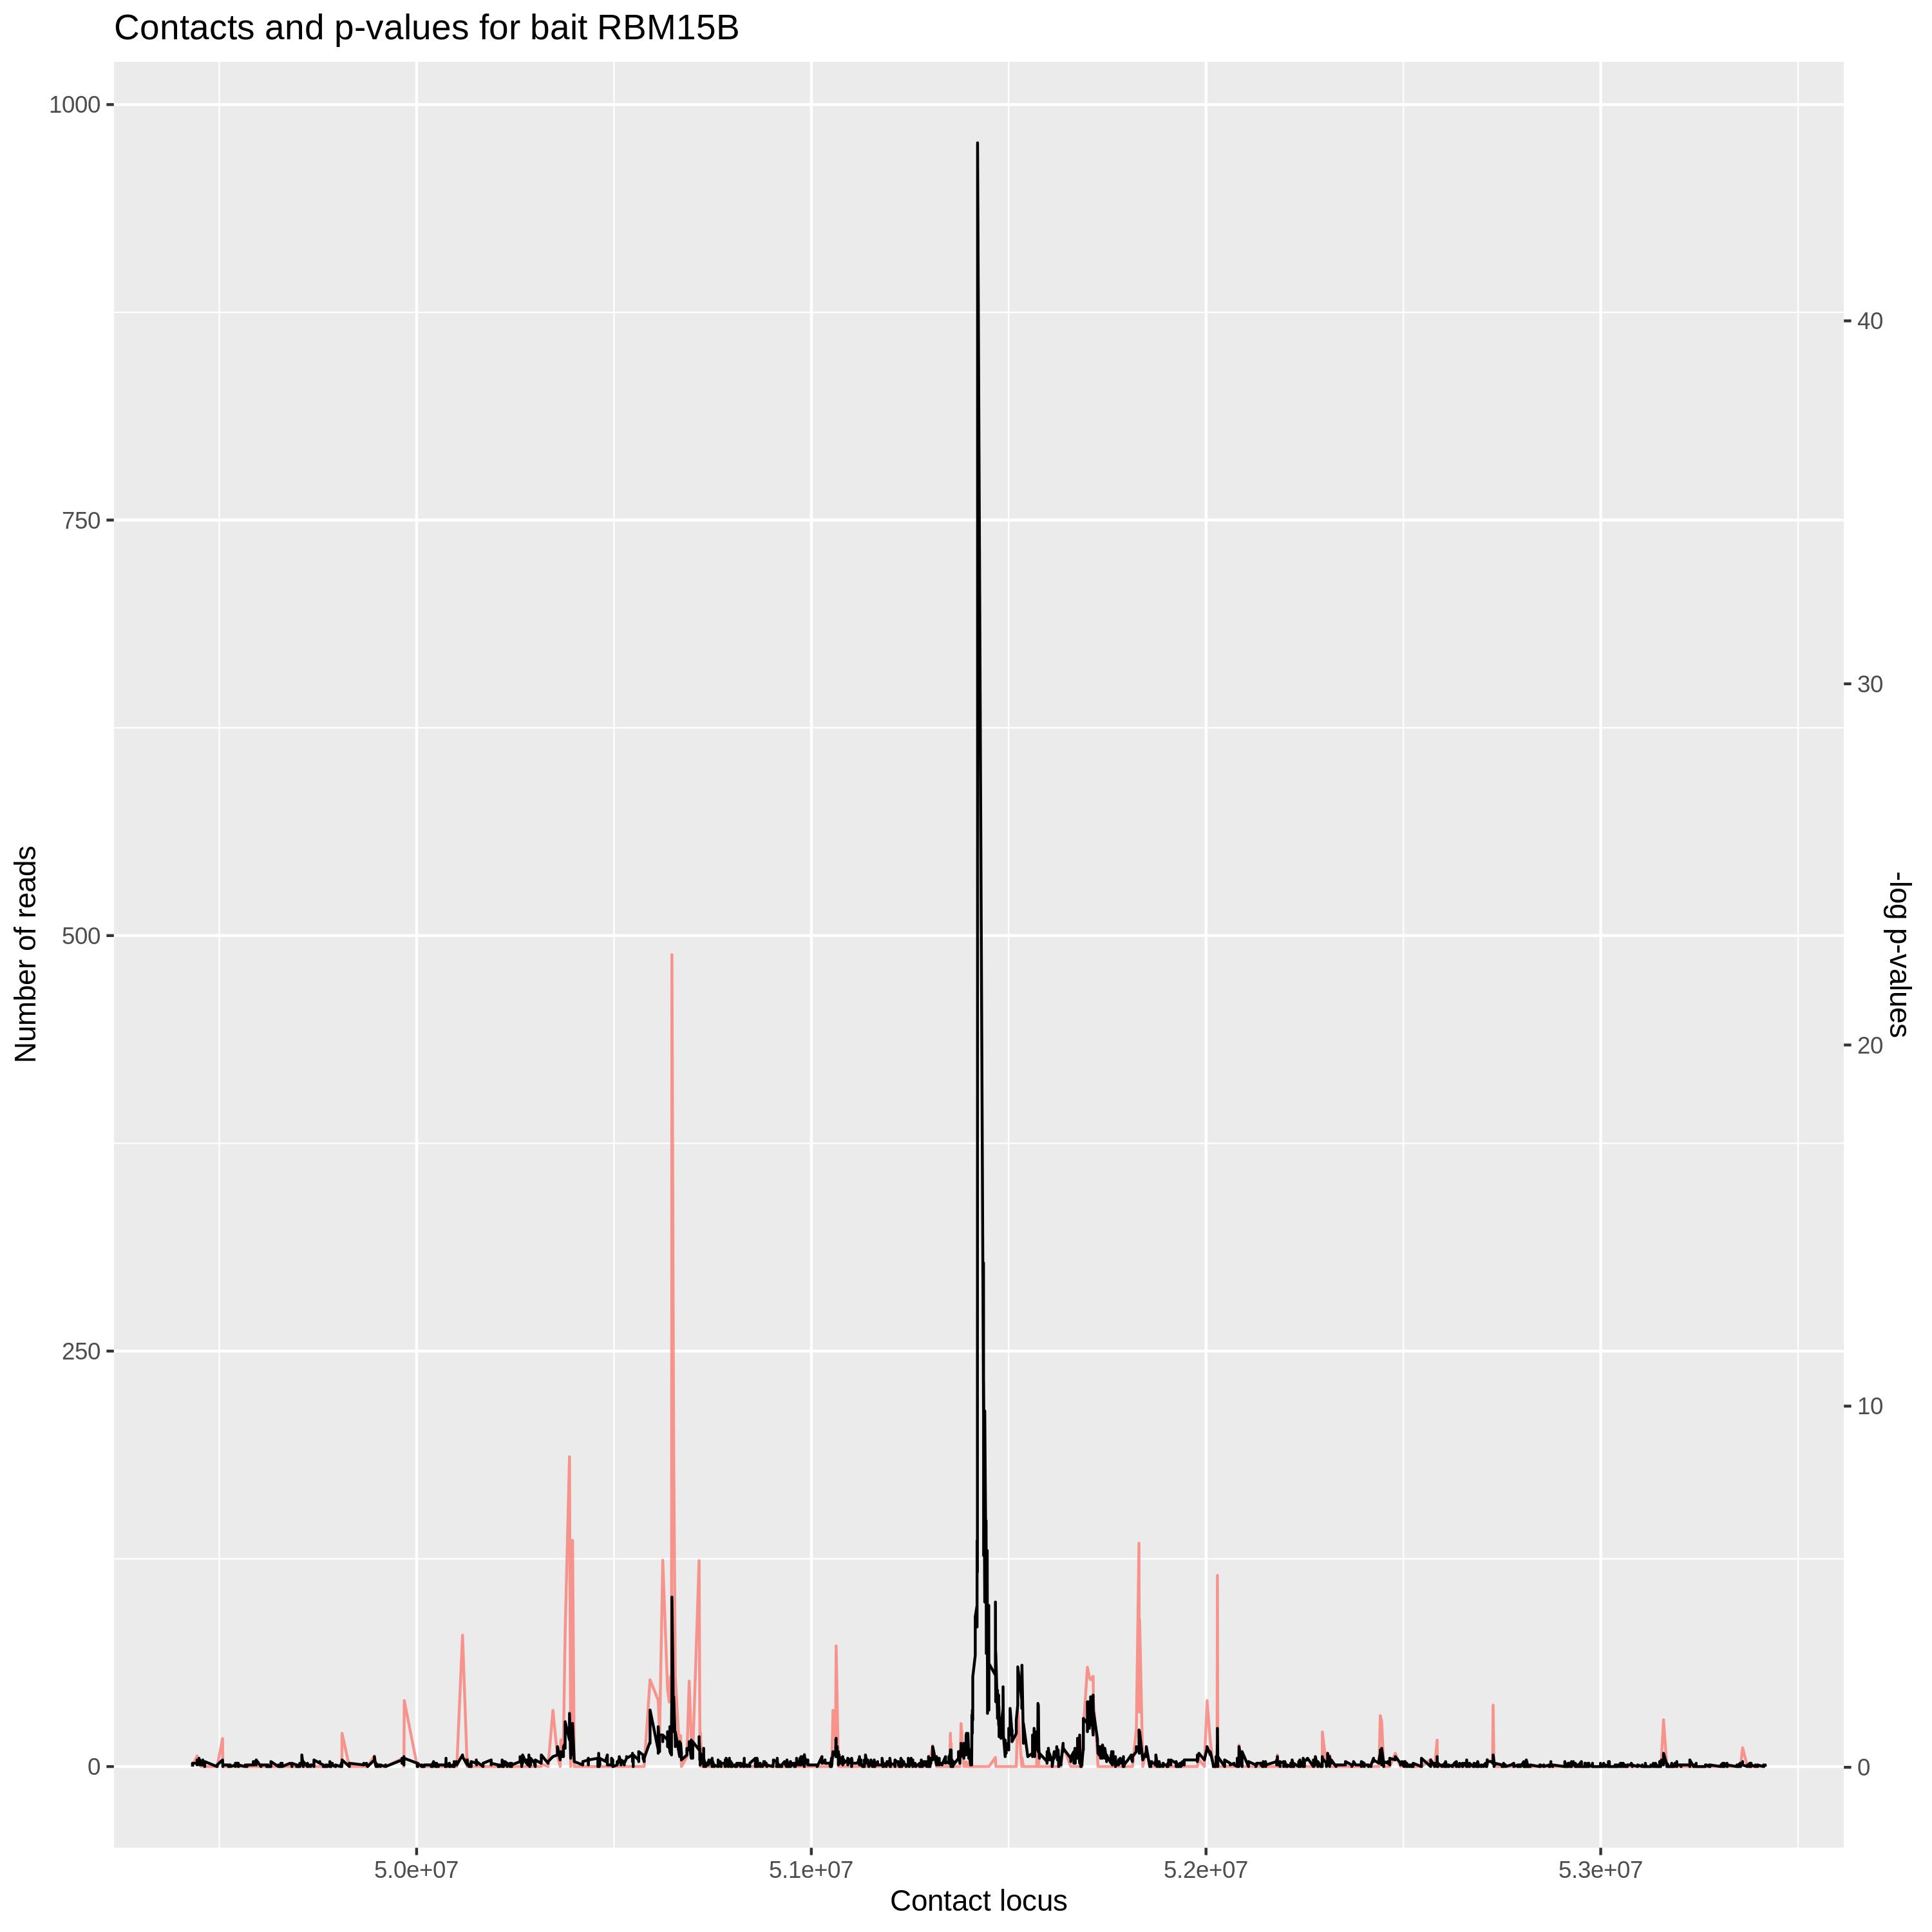 Contacts and p-values for bait RBM15B
1000
750
500
250
0
Number of reads
40
30
20
10
0
-log p-values
5.0e+07
5.1e+07
5.2e+07
5.3e+07
Contact locus